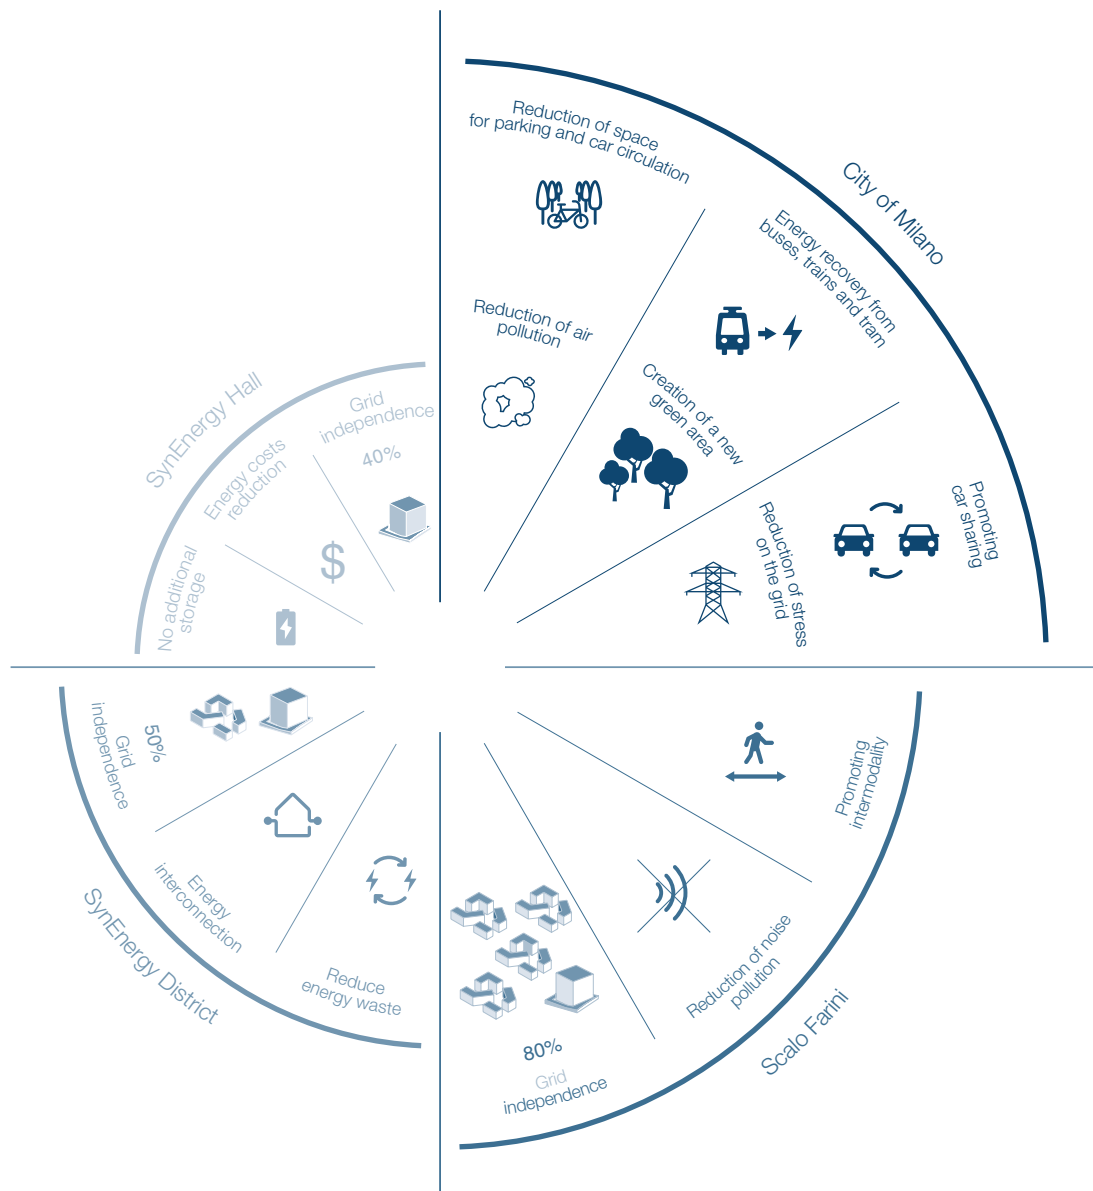 Reduction of space
for parking and car circulation
City of Milano
Energy recovery from
buses, trains and tram
Reduction of air
pollution
Creation of a new
green area
Promoting
car sharing
Reduction of stress
on the grid
SynEnergy Hall
Grid
independence
40%
Energy costs
reduction
$
No additional
storage
50%
Grid
independence
Energy
interconnection
SynEnergy District
Reduce
energy waste
Promoting
intermodality
Reduction of noise
pollution
Scalo Farini
80%
Grid
independence